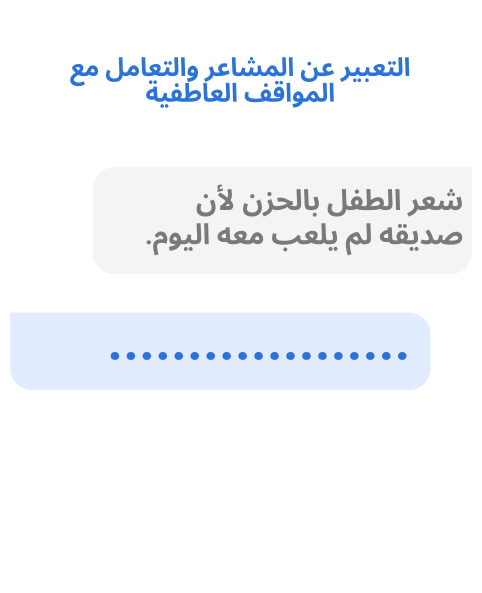 التعبير عن المشاعر والتعامل مع
المواقف العاطفية
شعر الطفل بالحزن لأن
صديقه لم يلعب معه اليوم.
...................